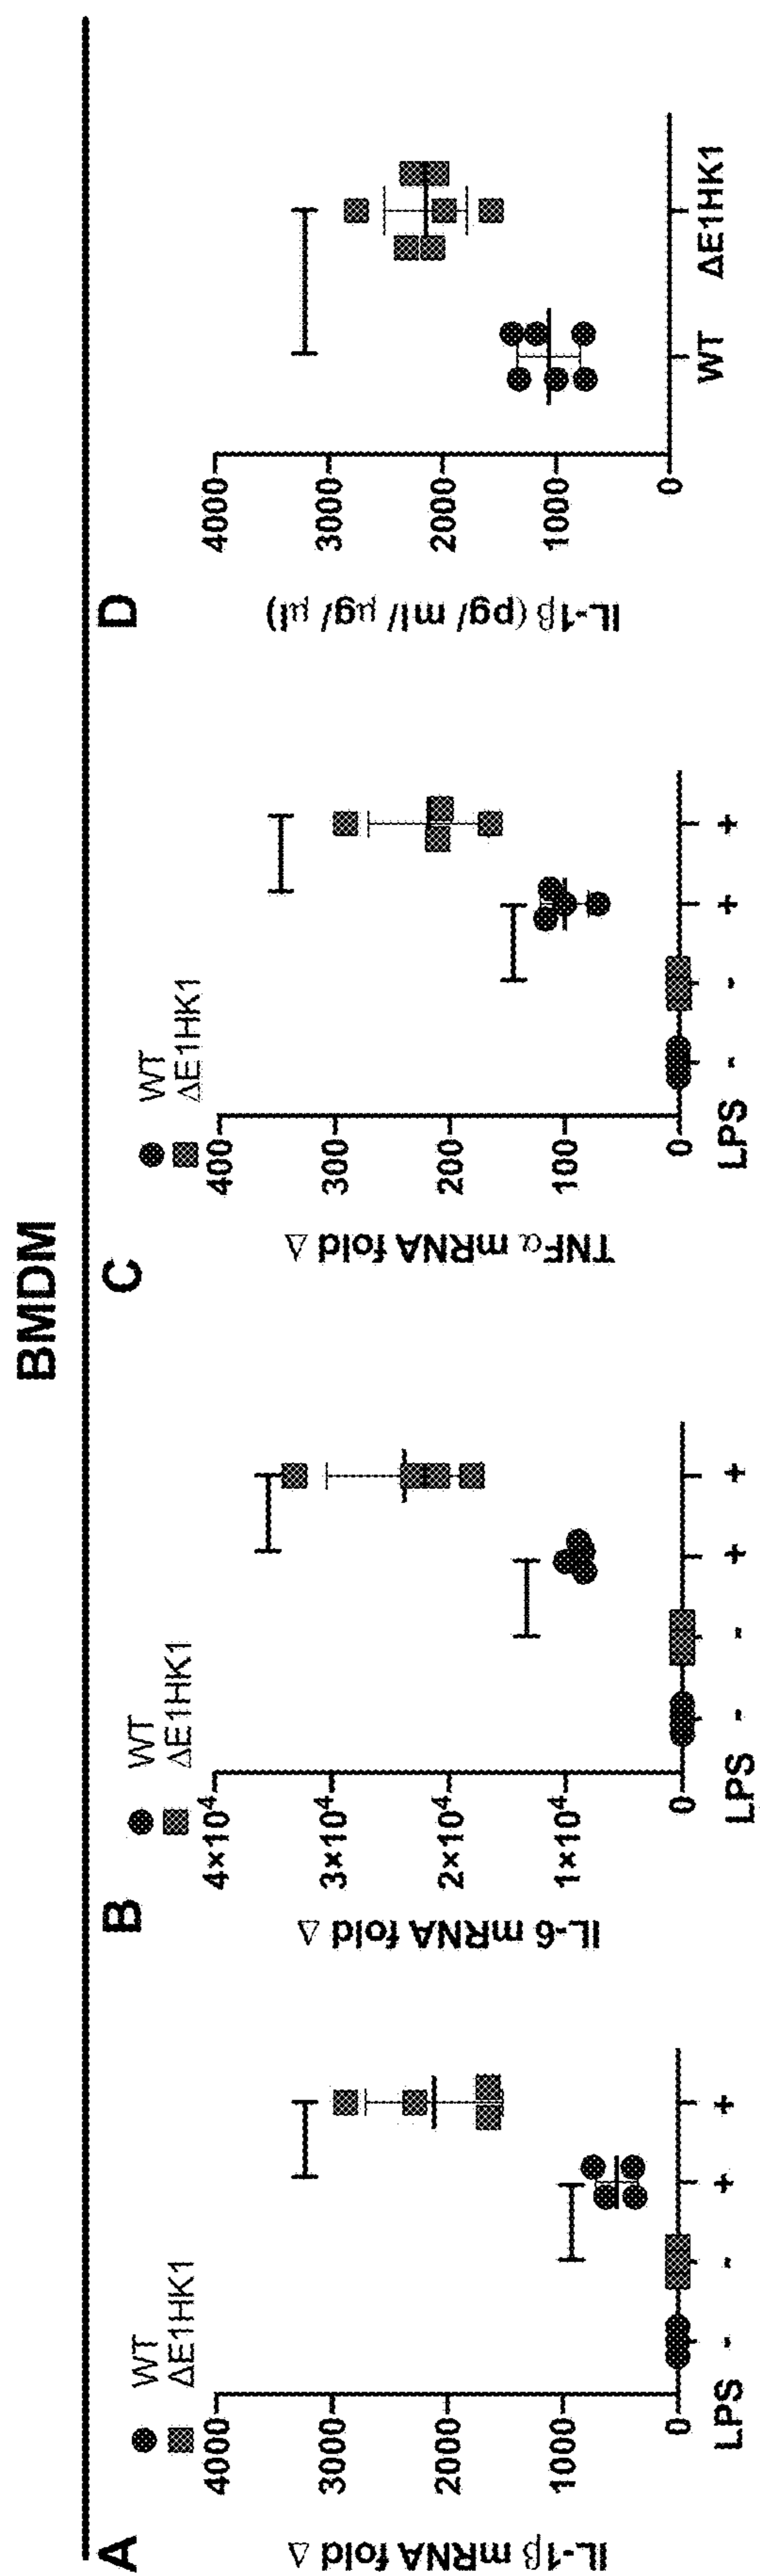 BMDM
A
WT
ΔE1HK1
IL-1β mRNA fold Δ
4000
3000
2000
1000
0
LPS - - + +
B
WT
ΔE1HK1
IL-6 mRNA fold Δ
4×10⁴
3×10⁴
2×10⁴
1×10⁴
0
LPS - - + +
C
WT
ΔE1HK1
TNFα mRNA fold Δ
400
300
200
100
0
LPS - - + +
D
IL-1β (pg/ ml/ μg/ μl)
4000
3000
2000
1000
0
WT ΔE1HK1